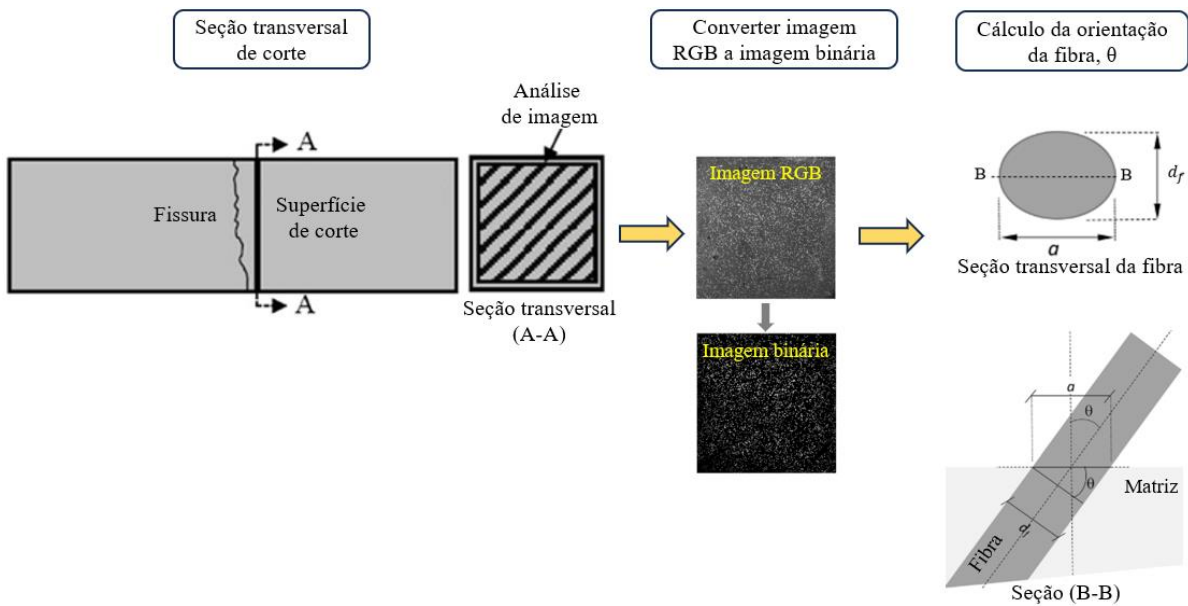 Seção transversal
de corte
Converter imagem
RGB a imagem binária
Cálculo da orientação
da fibra, θ
A
Análise
de imagem
Fissura
Superfície
de corte
A
Seção transversal
(A-A)
Imagem RGB
Imagem binária
B
B
d_f
a
Seção transversal da fibra
a
θ
θ
Matriz
Fibra
Seção (B-B)